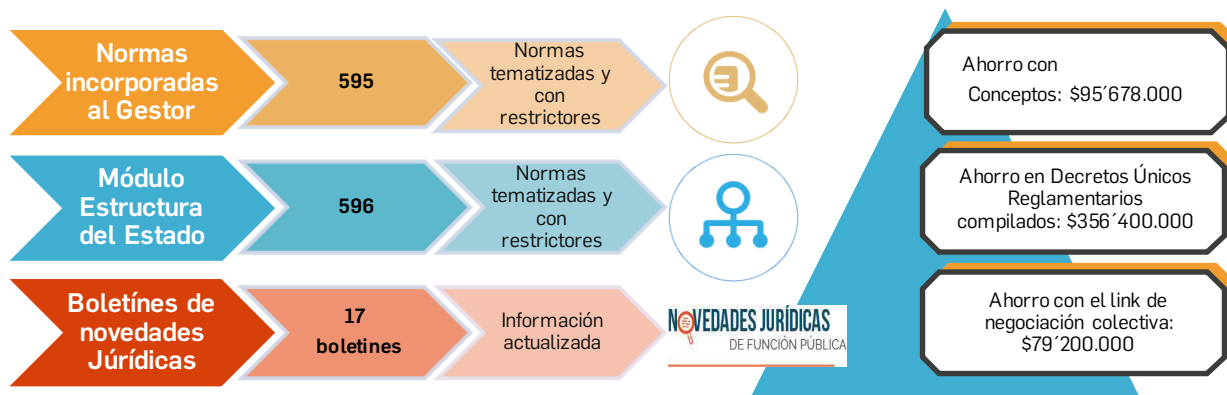 Normas
incorporadas
al Gestor
595
Normas
tematizadas y
con
restrictores
Módulo
Estructura
del Estado
596
Normas
tematizadas y
con
restrictores
Boletínes de
novedades
Jurídicas
17
boletines
Información
actualizada
NOVEDADES JURÍDICAS
DE FUNCIÓN PÚBLICA
Ahorro con
Conceptos: $95´678.000
Ahorro en Decretos Únicos
Reglamentarios
compilados: $356´400.000
Ahorro con el link de
negociación colectiva:
$79´200.000